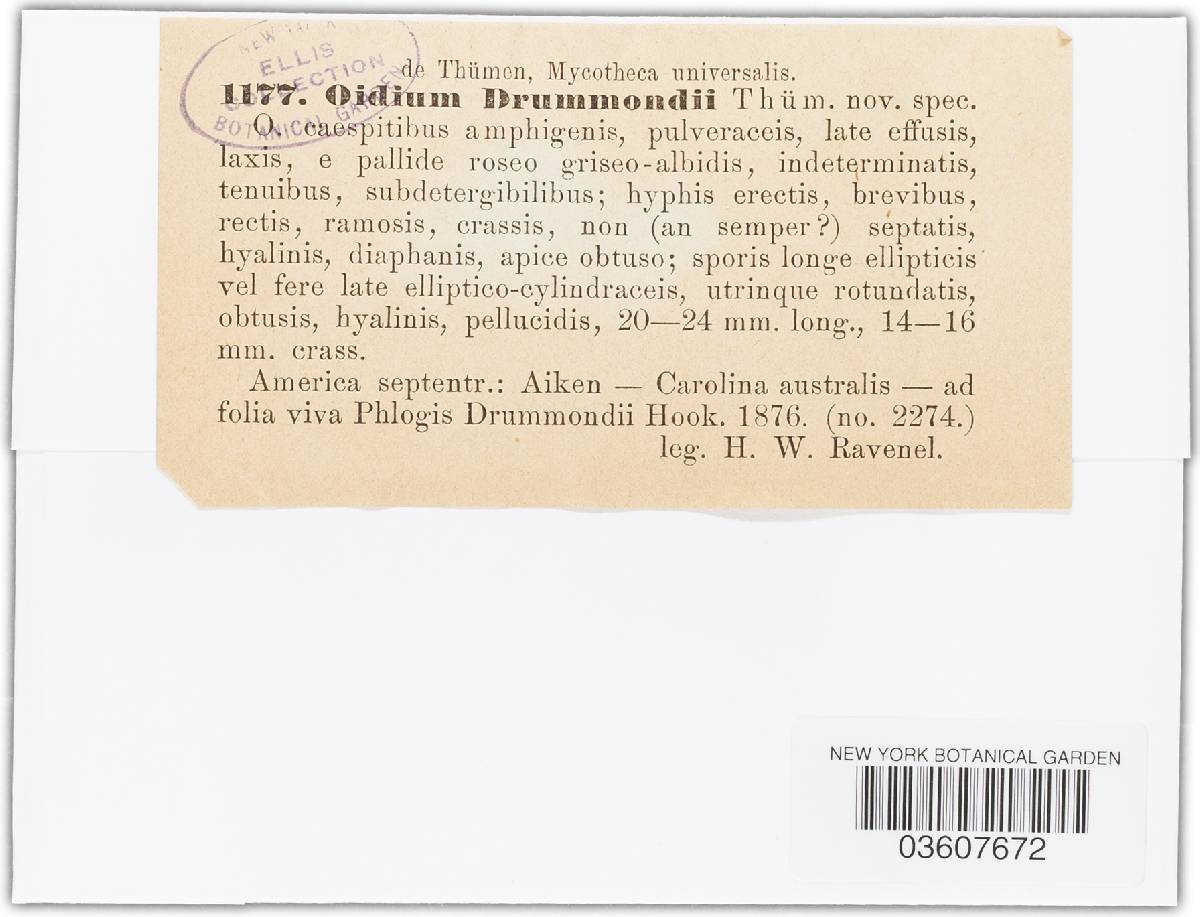 NEW YORK
ELLIS
COLLECTION
BOTANICAL GARDEN
de Thümen, Mycotheca universalis.
1177. Oidium Drummondii Thüm. nov. spec.
O. caespitibus amphigenis, pulveraceis, late effusis,
laxis, e pallide roseo griseo-albidis, indeterminatis,
tenuibus, subdetergibilibus; hyphis erectis, brevibus,
rectis, ramosis, crassis, non (an semper?) septatis,
hyalinis, diaphanis, apice obtuso; sporis longe ellipticis
vel fere late elliptico-cylindraceis, utrinque rotundatis,
obtusis, hyalinis, pellucidis, 20—24 mm. long., 14—16
mm. crass.
America septentr.: Aiken — Carolina australis — ad
folia viva Phlogis Drummondii Hook. 1876. (no. 2274.)
leg. H. W. Ravenel.
NEW YORK BOTANICAL GARDEN
03607672